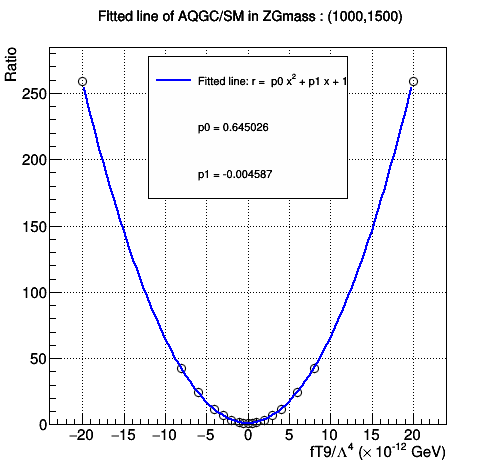 FItted line of AQGC/SM in ZGmass : (1000,1500)
Ratio
Fitted line: r = p0 x² + p1 x + 1
p0 = 0.645026
p1 = -0.004587
250
200
150
100
50
0
−20 −15 −10 −5 0 5 10 15 20
fT9/Λ⁴ (× 10⁻¹² GeV)